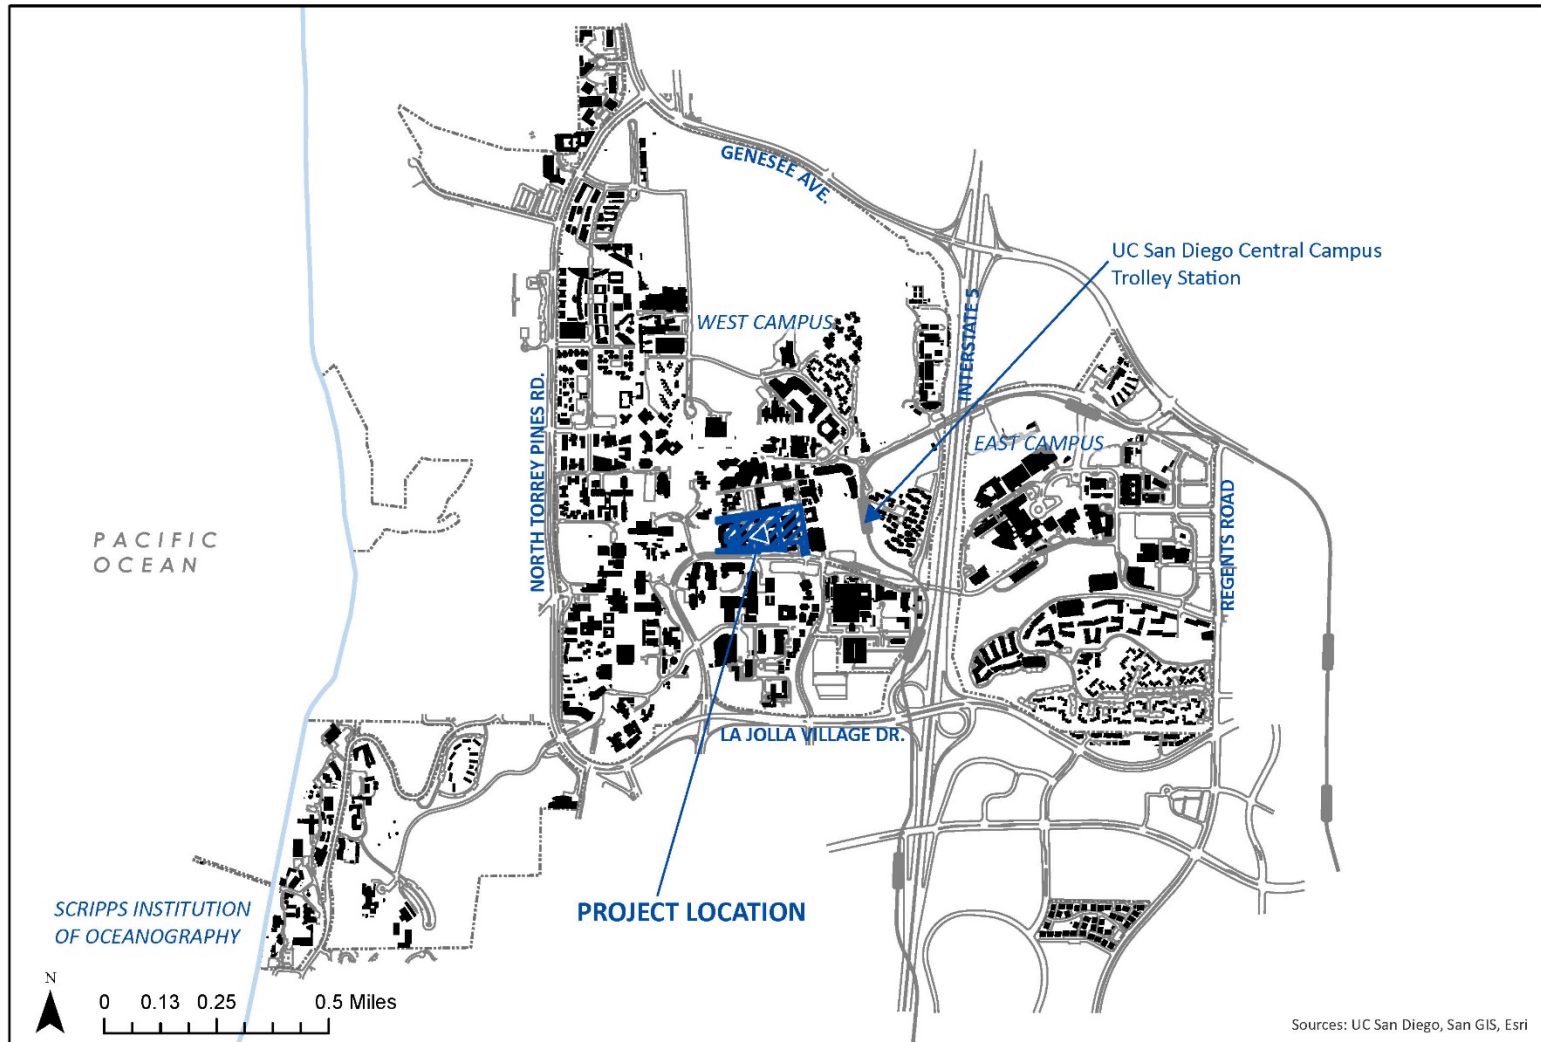 GENESEE AVE.
UC San Diego Central Campus
Trolley Station
INTERSTATE 5
WEST CAMPUS
NORTH TORREY PINES RD.
EAST CAMPUS
REGENTS ROAD
PACIFIC
OCEAN
LA JOLLA VILLAGE DR.
PROJECT LOCATION
SCRIPPS INSTITUTION
OF OCEANOGRAPHY
N
0 0.13 0.25 0.5 Miles
Sources: UC San Diego, San GIS, Esri